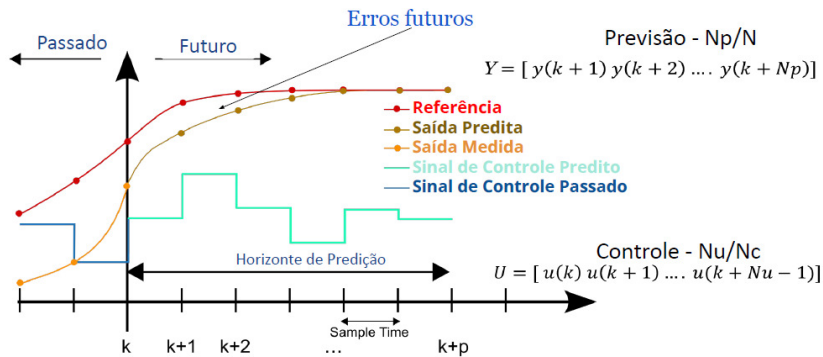 Erros futuros
Passado
Futuro
Previsão - Np/N
Y = [ y(k + 1) y(k + 2) .... y(k + Np)]
Referência
Saída Predita
Saída Medida
Sinal de Controle Predito
Sinal de Controle Passado
Horizonte de Predição
Controle - Nu/Nc
U = [ u(k) u(k + 1) .... u(k + Nu − 1)]
Sample Time
k k+1 k+2 ... k+p